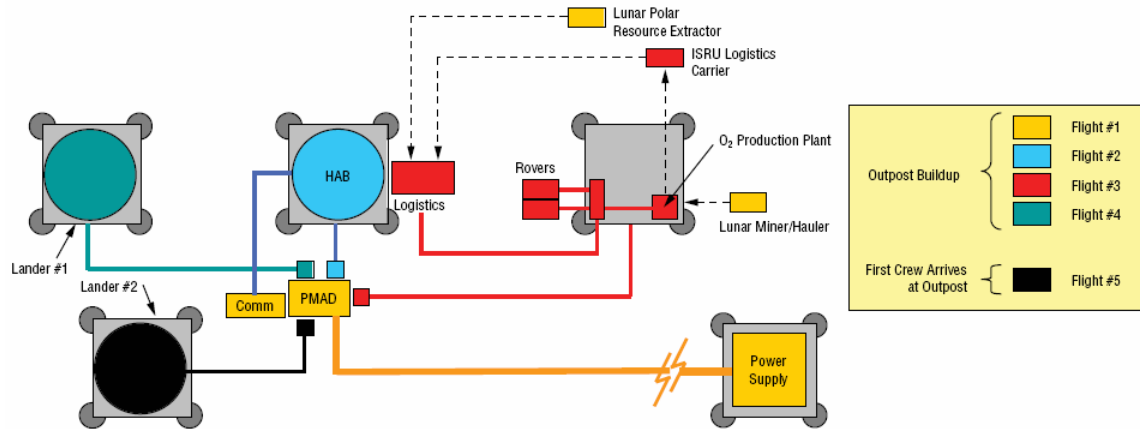 Lunar Polar
Resource Extractor
ISRU Logistics
Carrier
O₂ Production Plant
Rovers
HAB
Logistics
Lunar Miner/Hauler
Lander #1
Lander #2
Comm
PMAD
Power
Supply
Outpost Buildup
Flight #1
Flight #2
Flight #3
Flight #4
First Crew Arrives
at Outpost
Flight #5